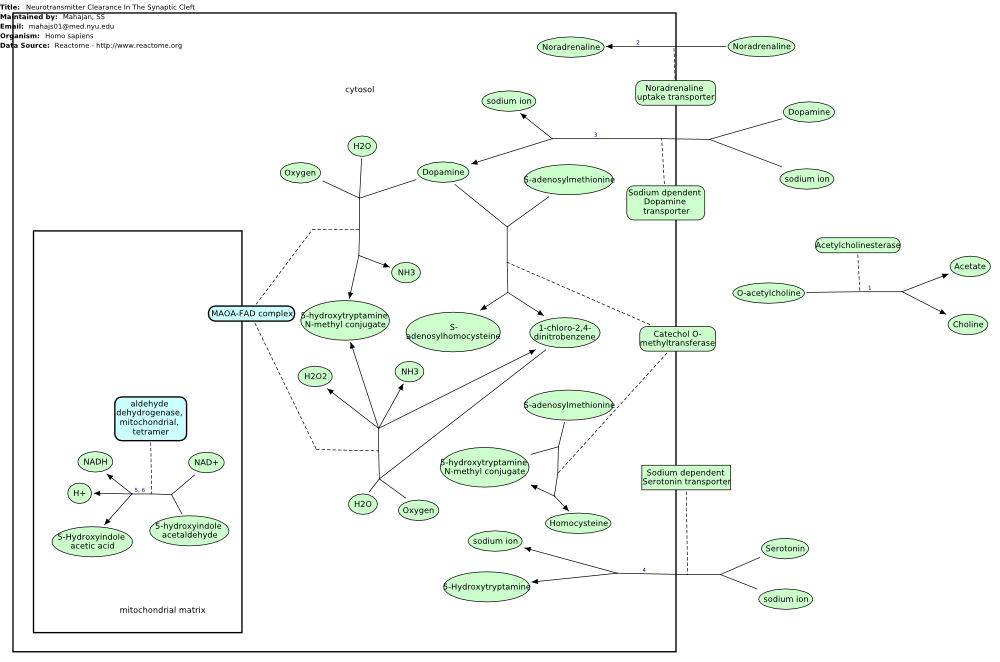 Title: Neurotransmitter Clearance In The Synaptic Cleft
Maintained by: Mahajan, SS
Email: mahajs01@med.nyu.edu
Organism: Homo sapiens
Data Source: Reactome - http://www.reactome.org
Noradrenaline
2
Noradrenaline
cytosol
Noradrenaline
uptake transporter
sodium ion
Dopamine
3
H2O
Oxygen
Dopamine
S-adenosylmethionine
sodium ion
Sodium dpendent
Dopamine
transporter
Acetylcholinesterase
NH3
Acetate
O-acetylcholine
1
MAOA-FAD complex
5-hydroxytryptamine
N-methyl conjugate
S-
adenosylhomocysteine
1-chloro-2,4-
dinitrobenzene
Catechol O-
methyltransferase
Choline
H2O2
NH3
aldehyde
dehydrogenase,
mitochondrial,
tetramer
S-adenosylmethionine
NADH
NAD+
5-hydroxytryptamine
N-methyl conjugate
Sodium dependent
Serotonin transporter
H+
5, 6
H2O
Oxygen
5-Hydroxyindole
acetic acid
5-hydroxyindole
acetaldehyde
Homocysteine
sodium ion
Serotonin
4
5-Hydroxytryptamine
sodium ion
mitochondrial matrix